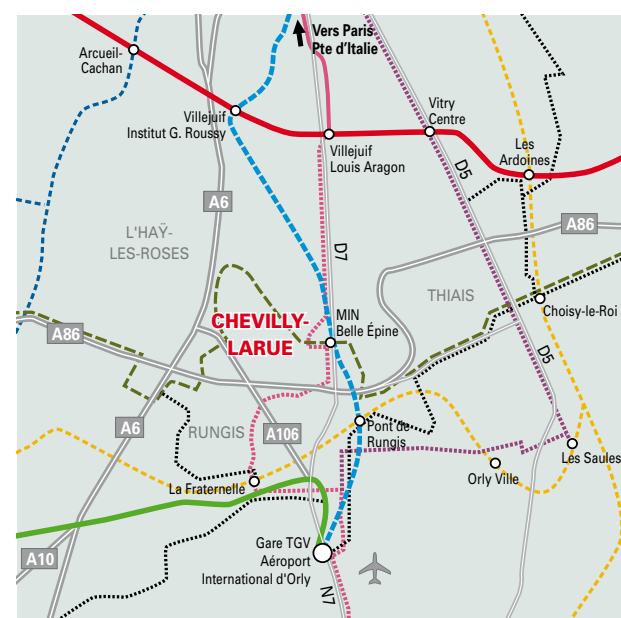 Vers Paris
Pte d'Italie
Arcueil-
Cachan
Villejuif
Institut G. Roussy
Vitry
Centre
Les
Ardoines
Villejuif
Louis Aragon
D5
A6
A86
L'HAŸ-
LES-ROSES
D7
THIAIS
Choisy-le-Roi
CHEVILLY-
LARUE
MIN
Belle Épine
A86
D5
A6
RUNGIS
A106
Pont de
Rungis
Les Saules
Orly Ville
La Fraternelle
Gare TGV
Aéroport
International d'Orly
A10
N7